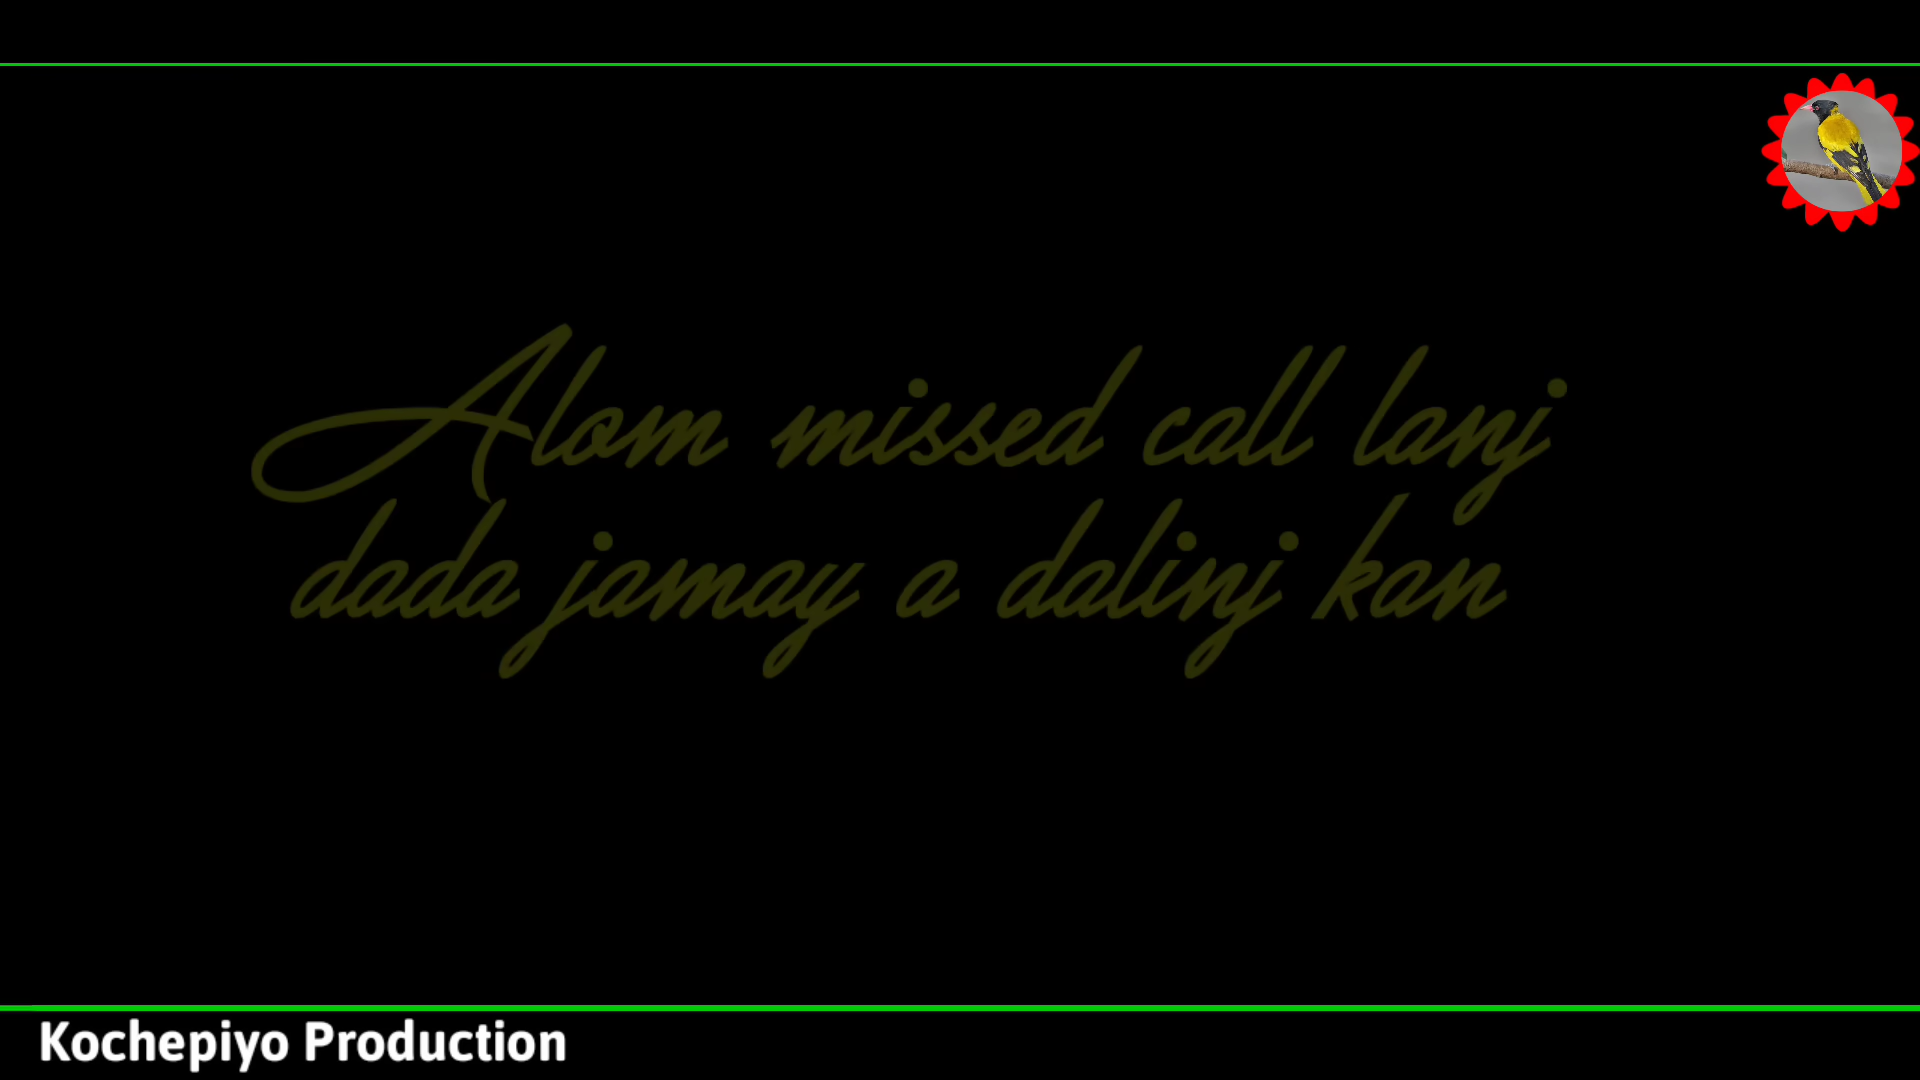 Alom missed call lanj
dada jamay a dalinj kan
Kochepiyo Production